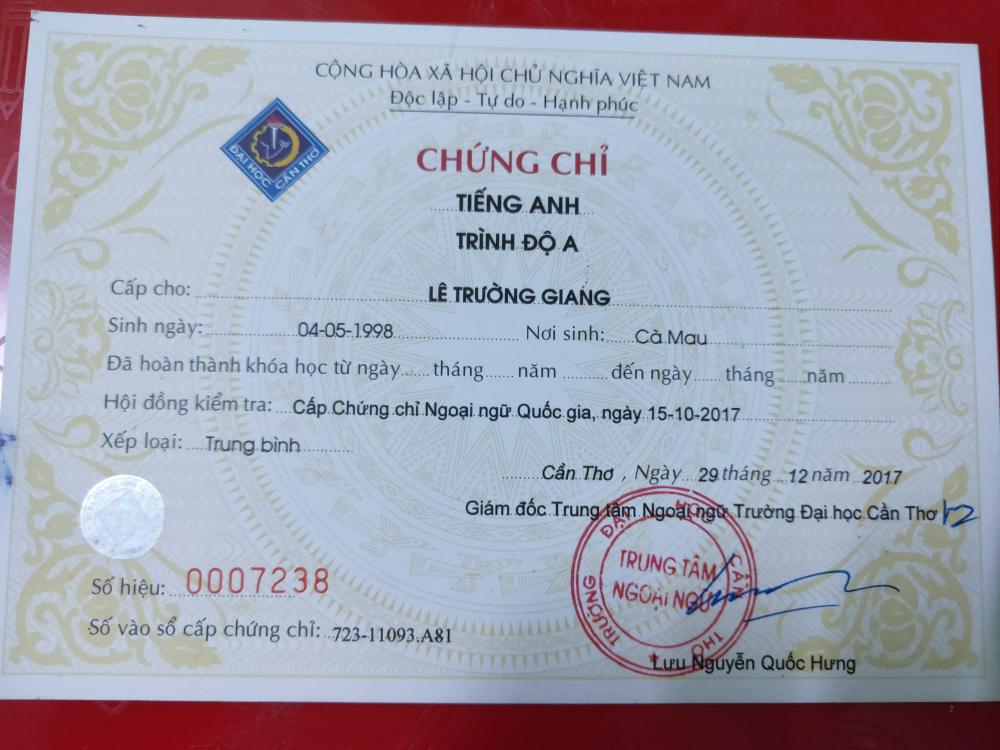 CỘNG HÒA XÃ HỘI CHỦ NGHĨA VIỆT NAM
Độc lập - Tự do - Hạnh phúc
ĐẠI HỌC CẦN THƠ
CHỨNG CHỈ
TIẾNG ANH
TRÌNH ĐỘ A
Cấp cho: LÊ TRƯỜNG GIANG
Sinh ngày: 04-05-1998 Nơi sinh: Cà Mau
Đã hoàn thành khóa học từ ngày...... tháng...... năm ......... đến ngày...... tháng ......năm.........
Hội đồng kiểm tra: Cấp Chứng chỉ Ngoại ngữ Quốc gia, ngày 15-10-2017
Xếp loại: Trung bình
Cần Thơ , Ngày 29 tháng 12 năm 2017
Giám đốc Trung tâm Ngoại ngữ Trường Đại học Cần Thơ
TRƯỜNG ĐẠI HỌC CẦN THƠ
TRUNG TÂM
NGOẠI NGỮ
Số hiệu: 0007238
Số vào sổ cấp chứng chỉ: 723-11093.A81
Lưu Nguyễn Quốc Hưng